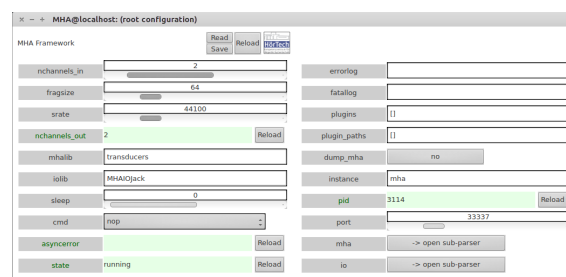 × − + MHA@localhost: (root configuration)
MHA Framework
Read
Save
Reload
HörTech
nchannels_in 2
fragsize 64
srate 44100
nchannels_out 2 Reload
mhalib transducers
iolib MHAIOJack
sleep 0
cmd nop
asyncerror Reload
state running Reload
errorlog
fatallog
plugins []
plugin_paths []
dump_mha no
instance mha
pid 3114 Reload
port 33337
mha -> open sub-parser
io -> open sub-parser